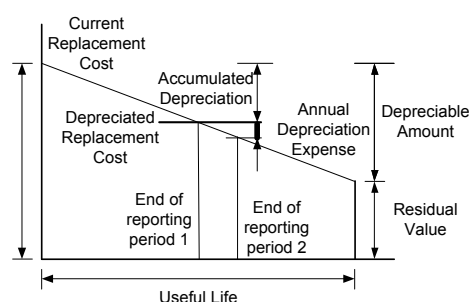 Current
Replacement
Cost
Accumulated
Depreciation
Depreciated
Replacement
Cost
Annual
Depreciation
Expense
Depreciable
Amount
End of
reporting
period 1
End of
reporting
period 2
Residual
Value
Useful Life